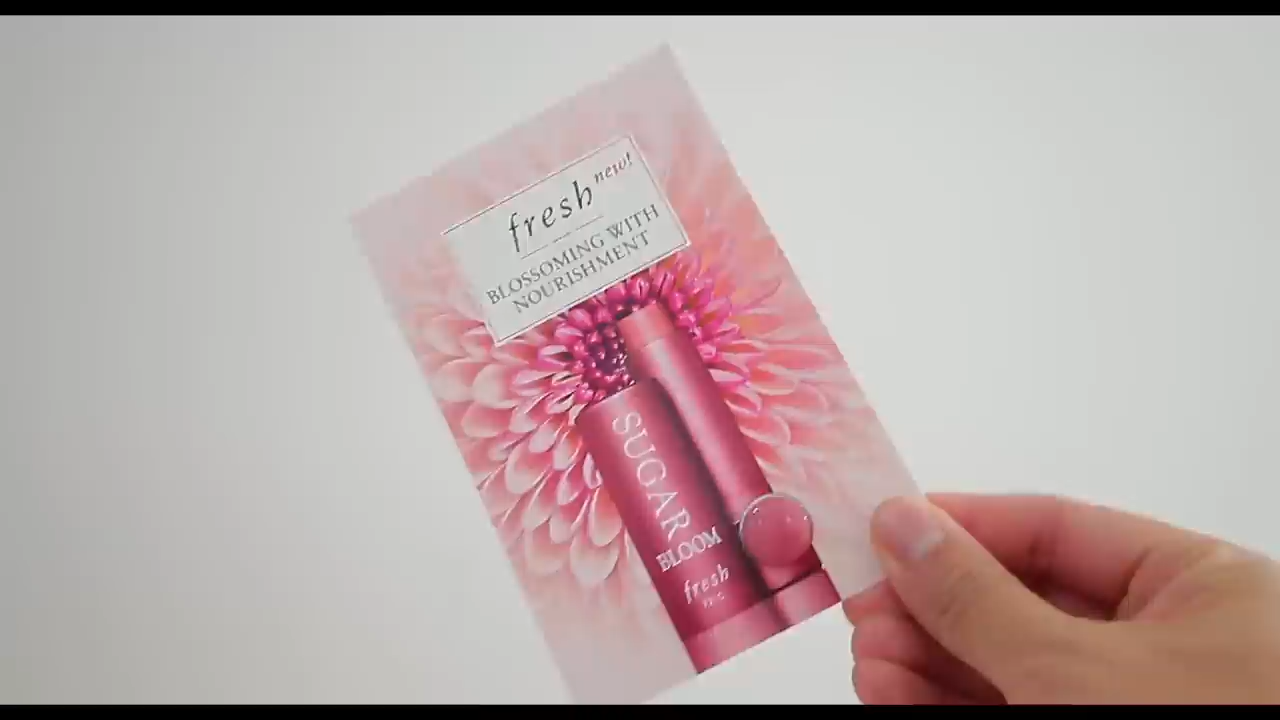 fresh new!
BLOSSOMING WITH
NOURISHMENT
SUGAR
BLOOM
fresh